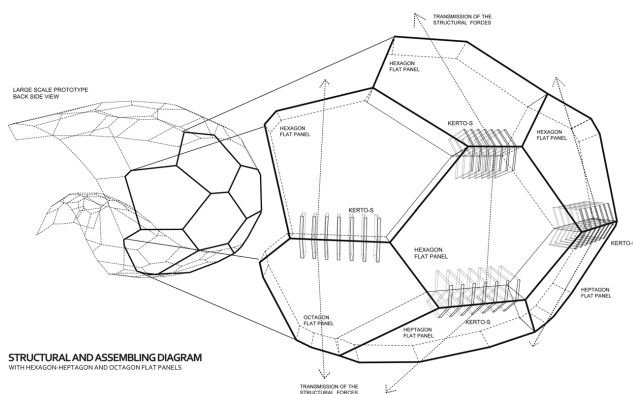 TRANSMISSION OF THE
STRUCTURAL FORCES
HEXAGON
FLAT PANEL
LARGE SCALE PROTOTYPE
BACK SIDE VIEW
KERTO-S
HEXAGON
FLAT PANEL
HEXAGON
FLAT PANEL
KERTO-S
KERTO-S
HEXAGON
FLAT PANEL
HEPTAGON
FLAT PANEL
OCTAGON
FLAT PANEL
KERTO-S
HEPTAGON
FLAT PANEL
STRUCTURAL AND ASSEMBLING DIAGRAM
WITH HEXAGON-HEPTAGON AND OCTAGON FLAT PANELS
TRANSMISSION OF THE
STRUCTURAL FORCES